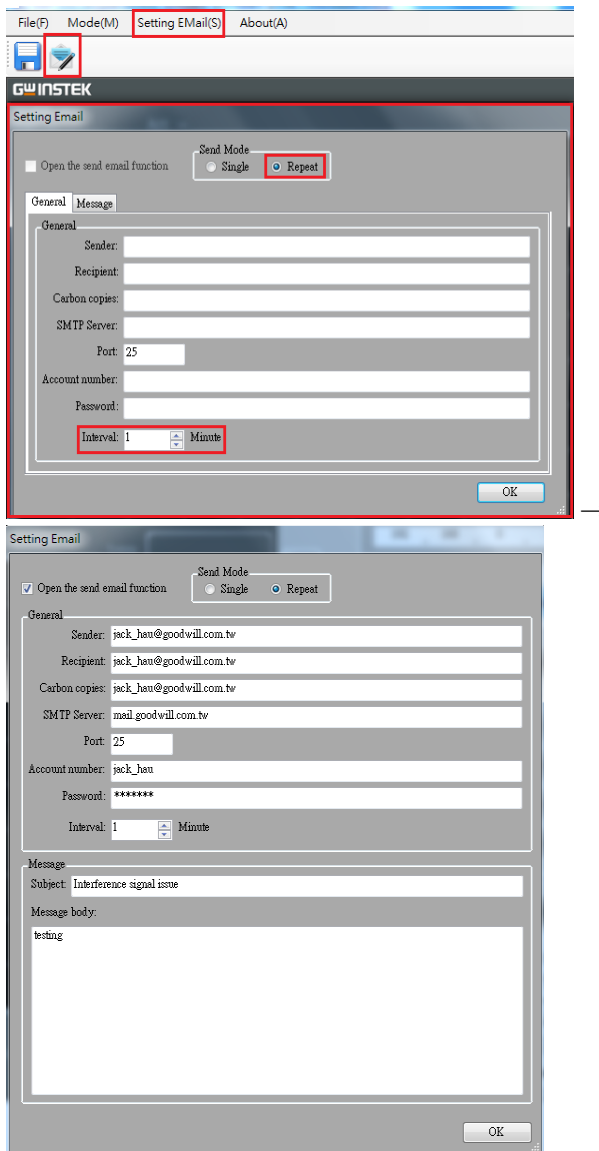 File(F) Mode(M) Setting EMail(S) About(A)
GWINSTEK
Setting Email
Open the send email function
Send Mode
Single Repeat
General Message
General
Sender:
Recipient:
Carbon copies:
SMTP Server:
Port: 25
Account number:
Password:
Interval: 1 Minute
OK
Setting Email
Open the send email function
Send Mode
Single Repeat
General
Sender: jack_hau@goodwill.com.tw
Recipient: jack_hau@goodwill.com.tw
Carbon copies: jack_hau@goodwill.com.tw
SMTP Server: mail.goodwill.com.tw
Port: 25
Account number: jack_hau
Password: *******
Interval: 1 Minute
Message
Subject: Interference signal issue
Message body:
testing
OK